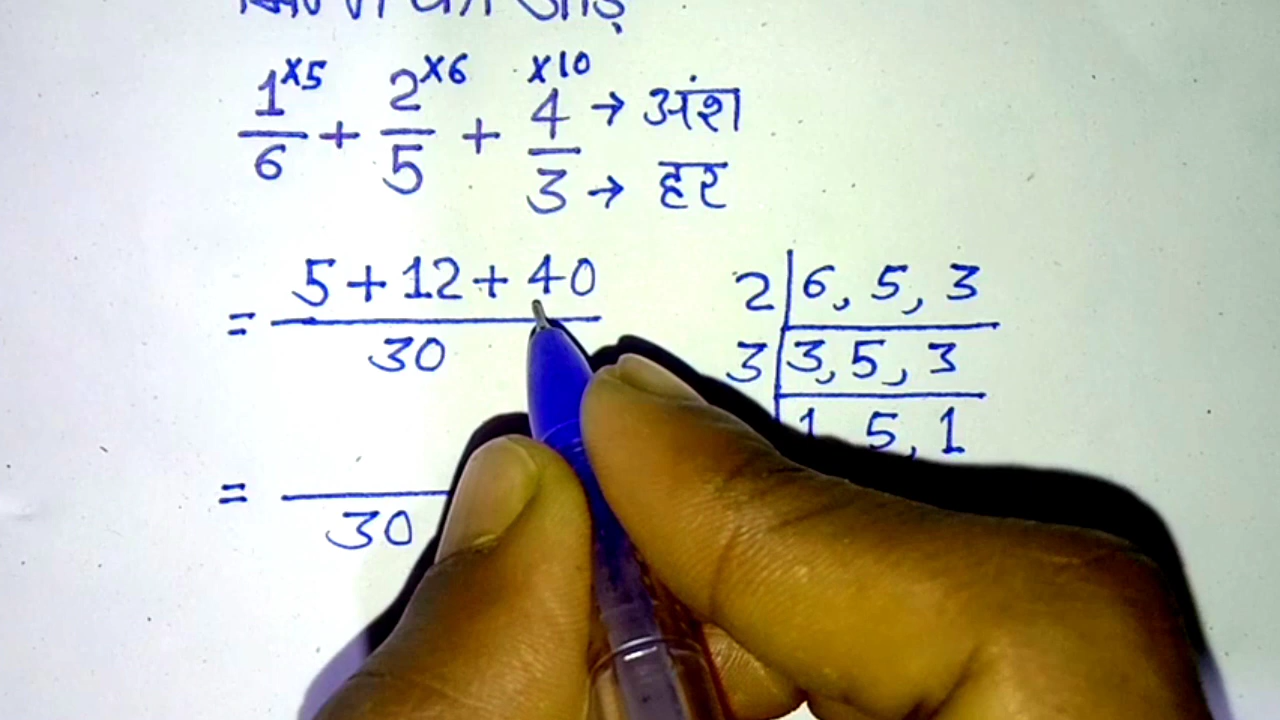 जोड़
1×5/6 + 2×6/5 + 4×10/3 → अंश → हर
= 5+12+40/30
= /30
2|6, 5, 3
3|3, 5, 3
1 5, 1